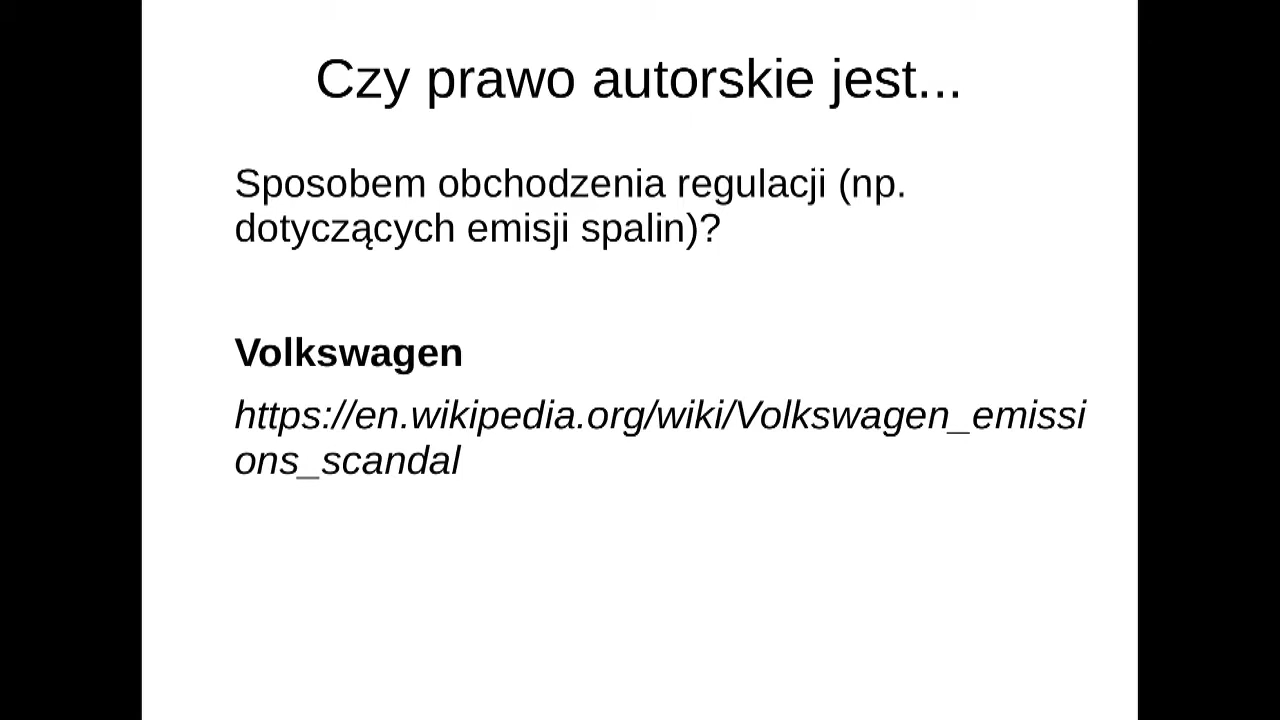 Czy prawo autorskie jest...
Sposobem obchodzenia regulacji (np.
dotyczących emisji spalin)?
Volkswagen
https://en.wikipedia.org/wiki/Volkswagen_emissi
ons_scandal